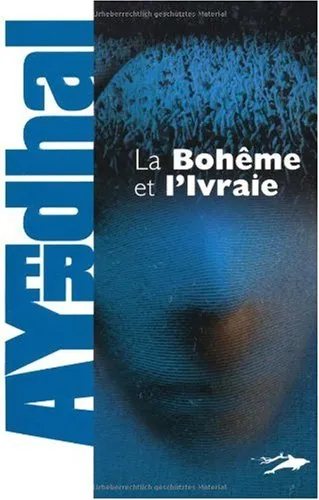 Urheberrechtlich geschütztes Material
La Bohême
et l'Ivraie
AYERDHAL
Urheberrechtlich geschütztes Material